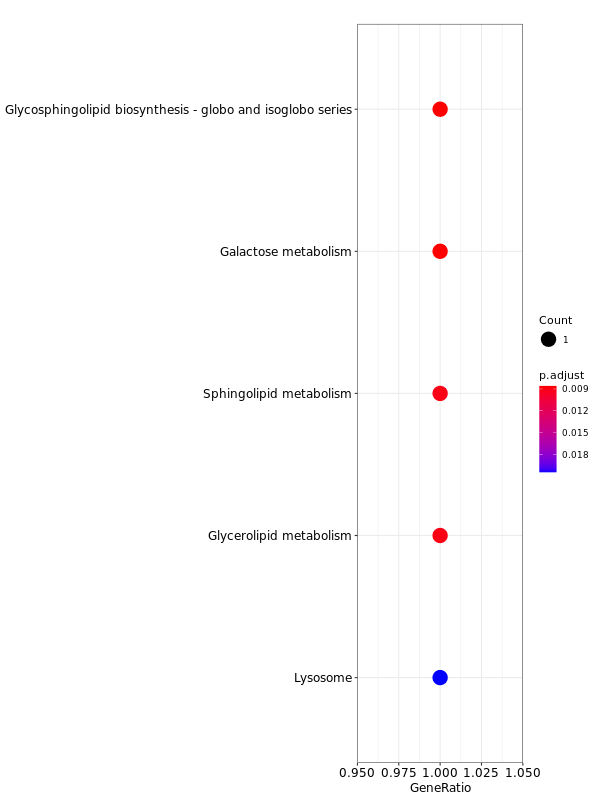 Glycosphingolipid biosynthesis - globo and isoglobo series
Galactose metabolism
Sphingolipid metabolism
Glycerolipid metabolism
Lysosome
0.950 0.975 1.000 1.025 1.050
GeneRatio
Count
1
p.adjust
0.009
0.012
0.015
0.018